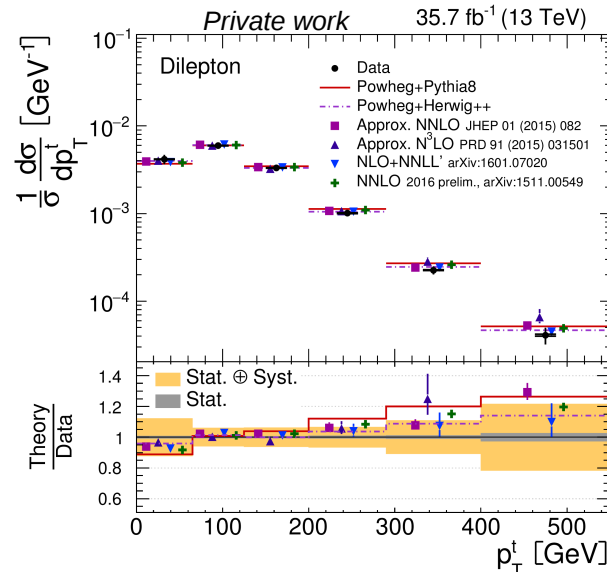 Private work
35.7 fb⁻¹ (13 TeV)
Dilepton
Data
Powheg+Pythia8
Powheg+Herwig++
Approx. NNLO JHEP 01 (2015) 082
Approx. N³LO PRD 91 (2015) 031501
NLO+NNLL' arXiv:1601.07020
NNLO 2016 prelim., arXiv:1511.00549
1/σ dσ/dp_T^t [GeV⁻¹]
10⁻¹
10⁻²
10⁻³
10⁻⁴
Stat. ⊕ Syst.
Stat.
Theory
Data
1.4
1.2
1
0.8
0.6
0 100 200 300 400 500
p_T^t [GeV]